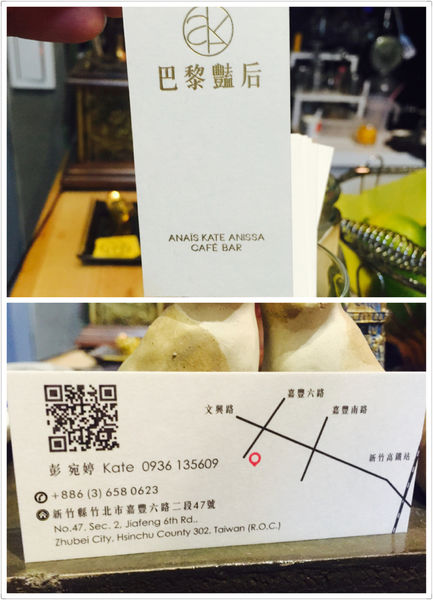 AK
巴黎豔后
ANAÏS KATE ANISSA
CAFÉ BAR
嘉豐六路
文興路
嘉豐南路
新竹高鐵站
彭宛婷 Kate 0936 135609
+886 (3) 658 0623
新竹縣竹北市嘉豐六路二段47號
No.47, Sec. 2, Jiafeng 6th Rd.,
Zhubei City, Hsinchu County 302, Taiwan (R.O.C.)